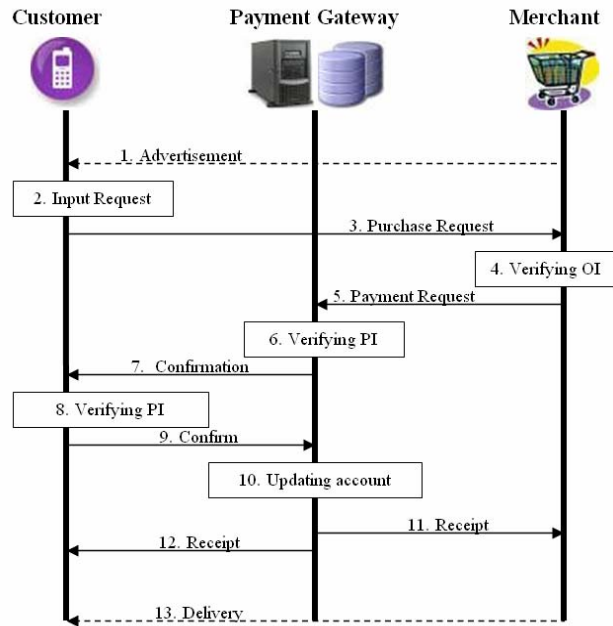 Customer
Payment Gateway
Merchant
1. Advertisement
2. Input Request
3. Purchase Request
4. Verifying OI
5. Payment Request
6. Verifying PI
7. Confirmation
8. Verifying PI
9. Confirm
10. Updating account
11. Receipt
12. Receipt
13. Delivery